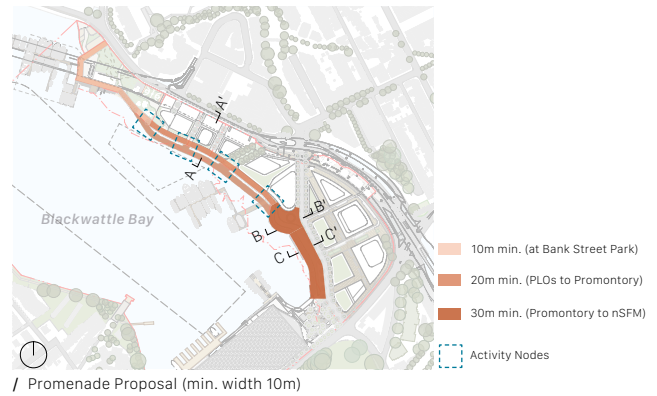 A'
A
Blackwattle Bay
B'
B
C'
C
10m min. (at Bank Street Park)
20m min. (PLOs to Promontory)
30m min. (Promontory to nSFM)
Activity Nodes
/ Promenade Proposal (min. width 10m)